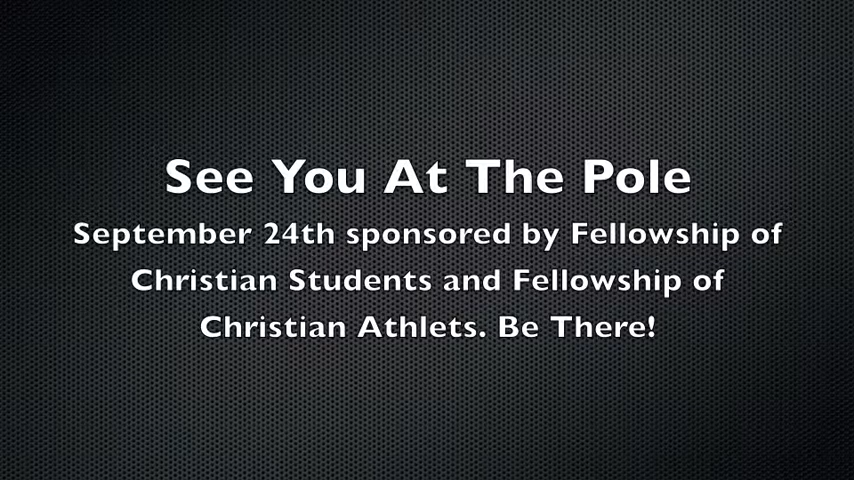 See You At The Pole
September 24th sponsored by Fellowship of
Christian Students and Fellowship of
Christian Athlets. Be There!